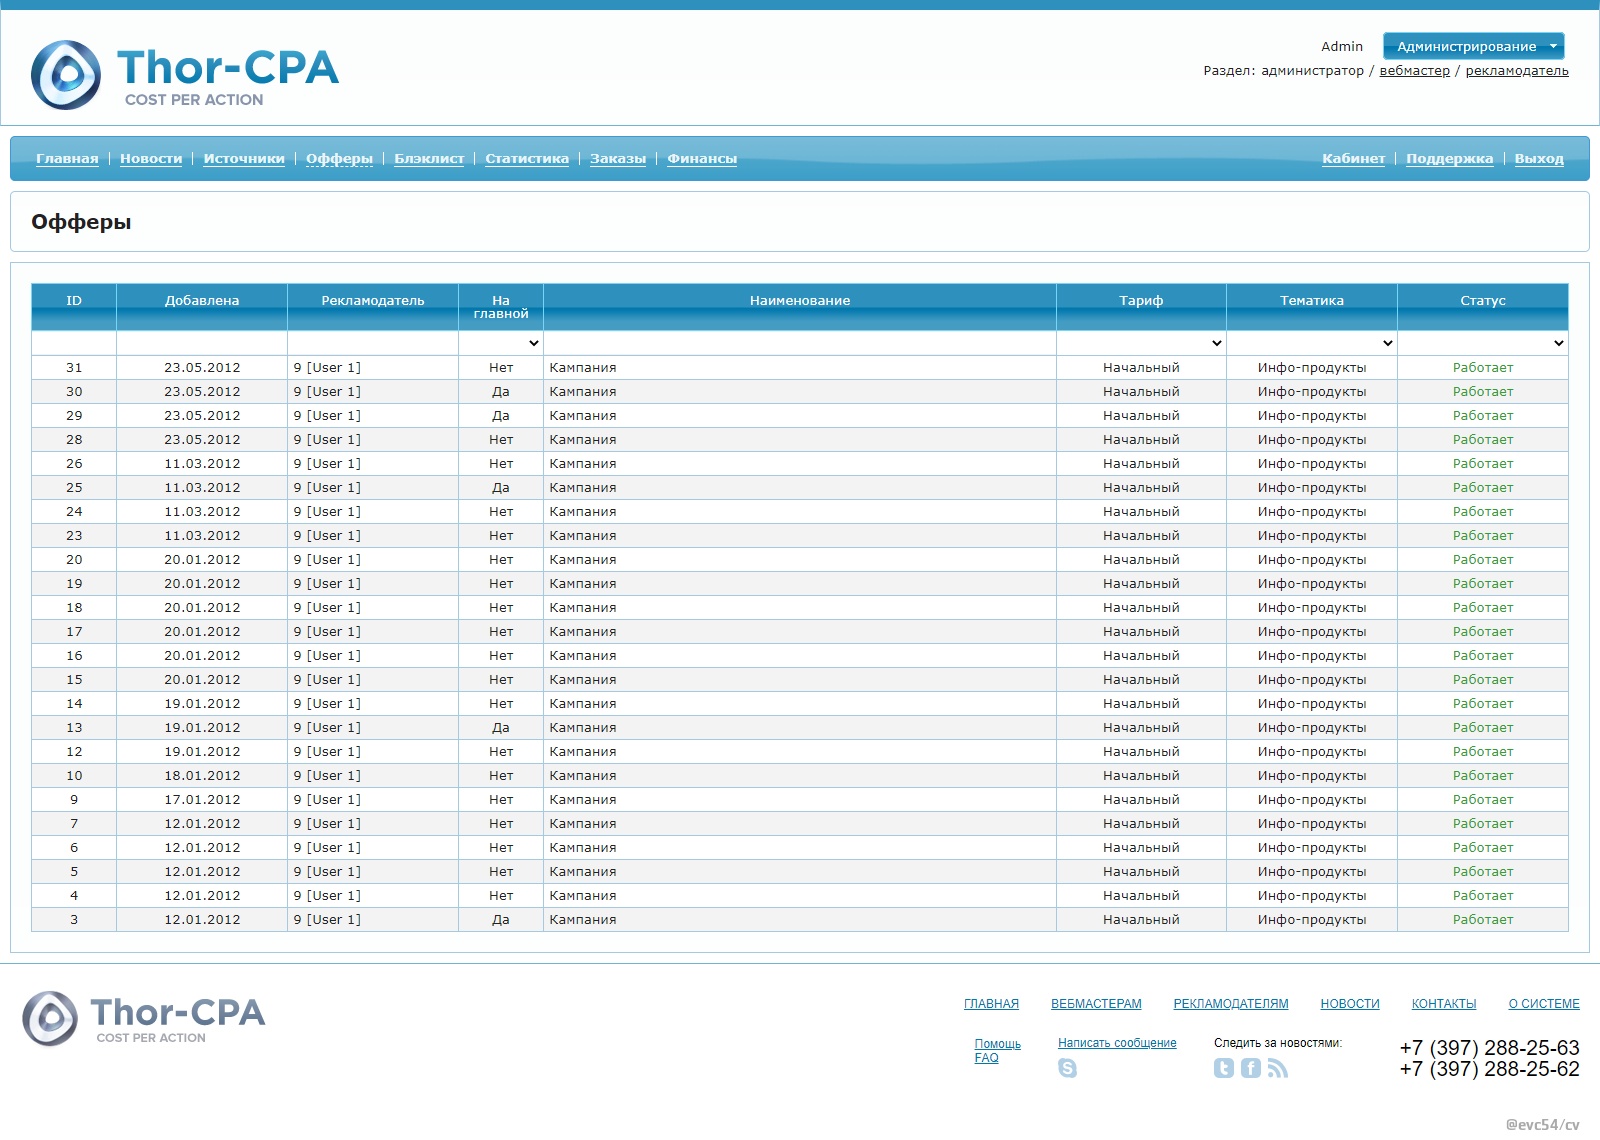 Thor-CPA
COST PER ACTION
Admin Администрирование
Раздел: администратор / вебмастер / рекламодатель
Главная Новости Источники Офферы Блэклист Статистика Заказы Финансы Кабинет Поддержка Выход
Офферы
ID Добавлена Рекламодатель На главной Наименование Тариф Тематика Статус
31 23.05.2012 9 [User 1] Нет Кампания Начальный Инфо-продукты Работает
30 23.05.2012 9 [User 1] Да Кампания Начальный Инфо-продукты Работает
29 23.05.2012 9 [User 1] Да Кампания Начальный Инфо-продукты Работает
28 23.05.2012 9 [User 1] Нет Кампания Начальный Инфо-продукты Работает
26 11.03.2012 9 [User 1] Нет Кампания Начальный Инфо-продукты Работает
25 11.03.2012 9 [User 1] Да Кампания Начальный Инфо-продукты Работает
24 11.03.2012 9 [User 1] Нет Кампания Начальный Инфо-продукты Работает
23 11.03.2012 9 [User 1] Нет Кампания Начальный Инфо-продукты Работает
20 20.01.2012 9 [User 1] Нет Кампания Начальный Инфо-продукты Работает
19 20.01.2012 9 [User 1] Нет Кампания Начальный Инфо-продукты Работает
18 20.01.2012 9 [User 1] Нет Кампания Начальный Инфо-продукты Работает
17 20.01.2012 9 [User 1] Нет Кампания Начальный Инфо-продукты Работает
16 20.01.2012 9 [User 1] Нет Кампания Начальный Инфо-продукты Работает
15 20.01.2012 9 [User 1] Нет Кампания Начальный Инфо-продукты Работает
14 19.01.2012 9 [User 1] Нет Кампания Начальный Инфо-продукты Работает
13 19.01.2012 9 [User 1] Да Кампания Начальный Инфо-продукты Работает
12 19.01.2012 9 [User 1] Нет Кампания Начальный Инфо-продукты Работает
10 18.01.2012 9 [User 1] Нет Кампания Начальный Инфо-продукты Работает
9 17.01.2012 9 [User 1] Нет Кампания Начальный Инфо-продукты Работает
7 12.01.2012 9 [User 1] Нет Кампания Начальный Инфо-продукты Работает
6 12.01.2012 9 [User 1] Нет Кампания Начальный Инфо-продукты Работает
5 12.01.2012 9 [User 1] Нет Кампания Начальный Инфо-продукты Работает
4 12.01.2012 9 [User 1] Нет Кампания Начальный Инфо-продукты Работает
3 12.01.2012 9 [User 1] Да Кампания Начальный Инфо-продукты Работает
Thor-CPA
COST PER ACTION
ГЛАВНАЯ ВЕБМАСТЕРАМ РЕКЛАМОДАТЕЛЯМ НОВОСТИ КОНТАКТЫ О СИСТЕМЕ
Помощь
FAQ
Написать сообщение
Следить за новостями:
+7 (397) 288-25-63
+7 (397) 288-25-62
@evc54/cv